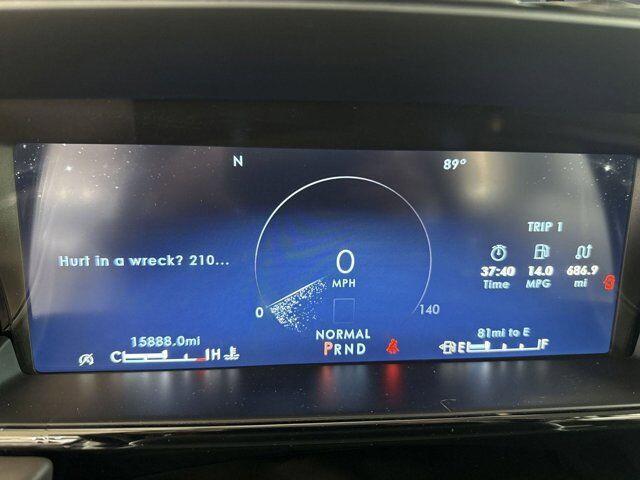 N
89°
Hurt in a wreck? 210...
0
MPH
0
140
TRIP 1
37:40
Time
14.0
MPG
686.9
mi
15888.0mi
C
H
NORMAL
PRND
81mi to E
E
F